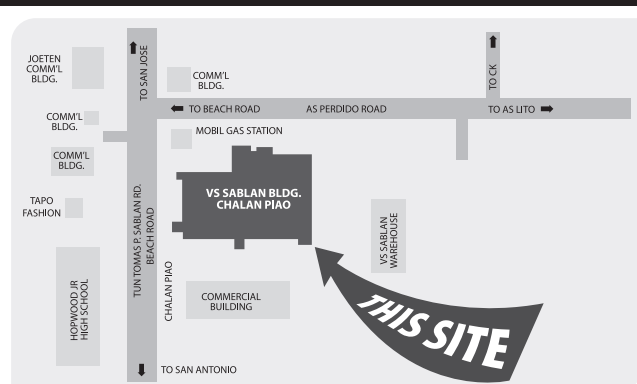 JOETEN
COMM'L
BLDG.
TO SAN JOSE
COMM'L
BLDG.
TO CK
TO BEACH ROAD
AS PERDIDO ROAD
TO AS LITO
COMM'L
BLDG.
MOBIL GAS STATION
COMM'L
BLDG.
VS SABLAN BLDG.
CHALAN PIAO
TAPO
FASHION
TUN TOMAS P. SABLAN RD.
BEACH ROAD
VS SABLAN
WAREHOUSE
HOPWOOD JR
HIGH SCHOOL
CHALAN PIAO
COMMERCIAL
BUILDING
THIS SITE
TO SAN ANTONIO